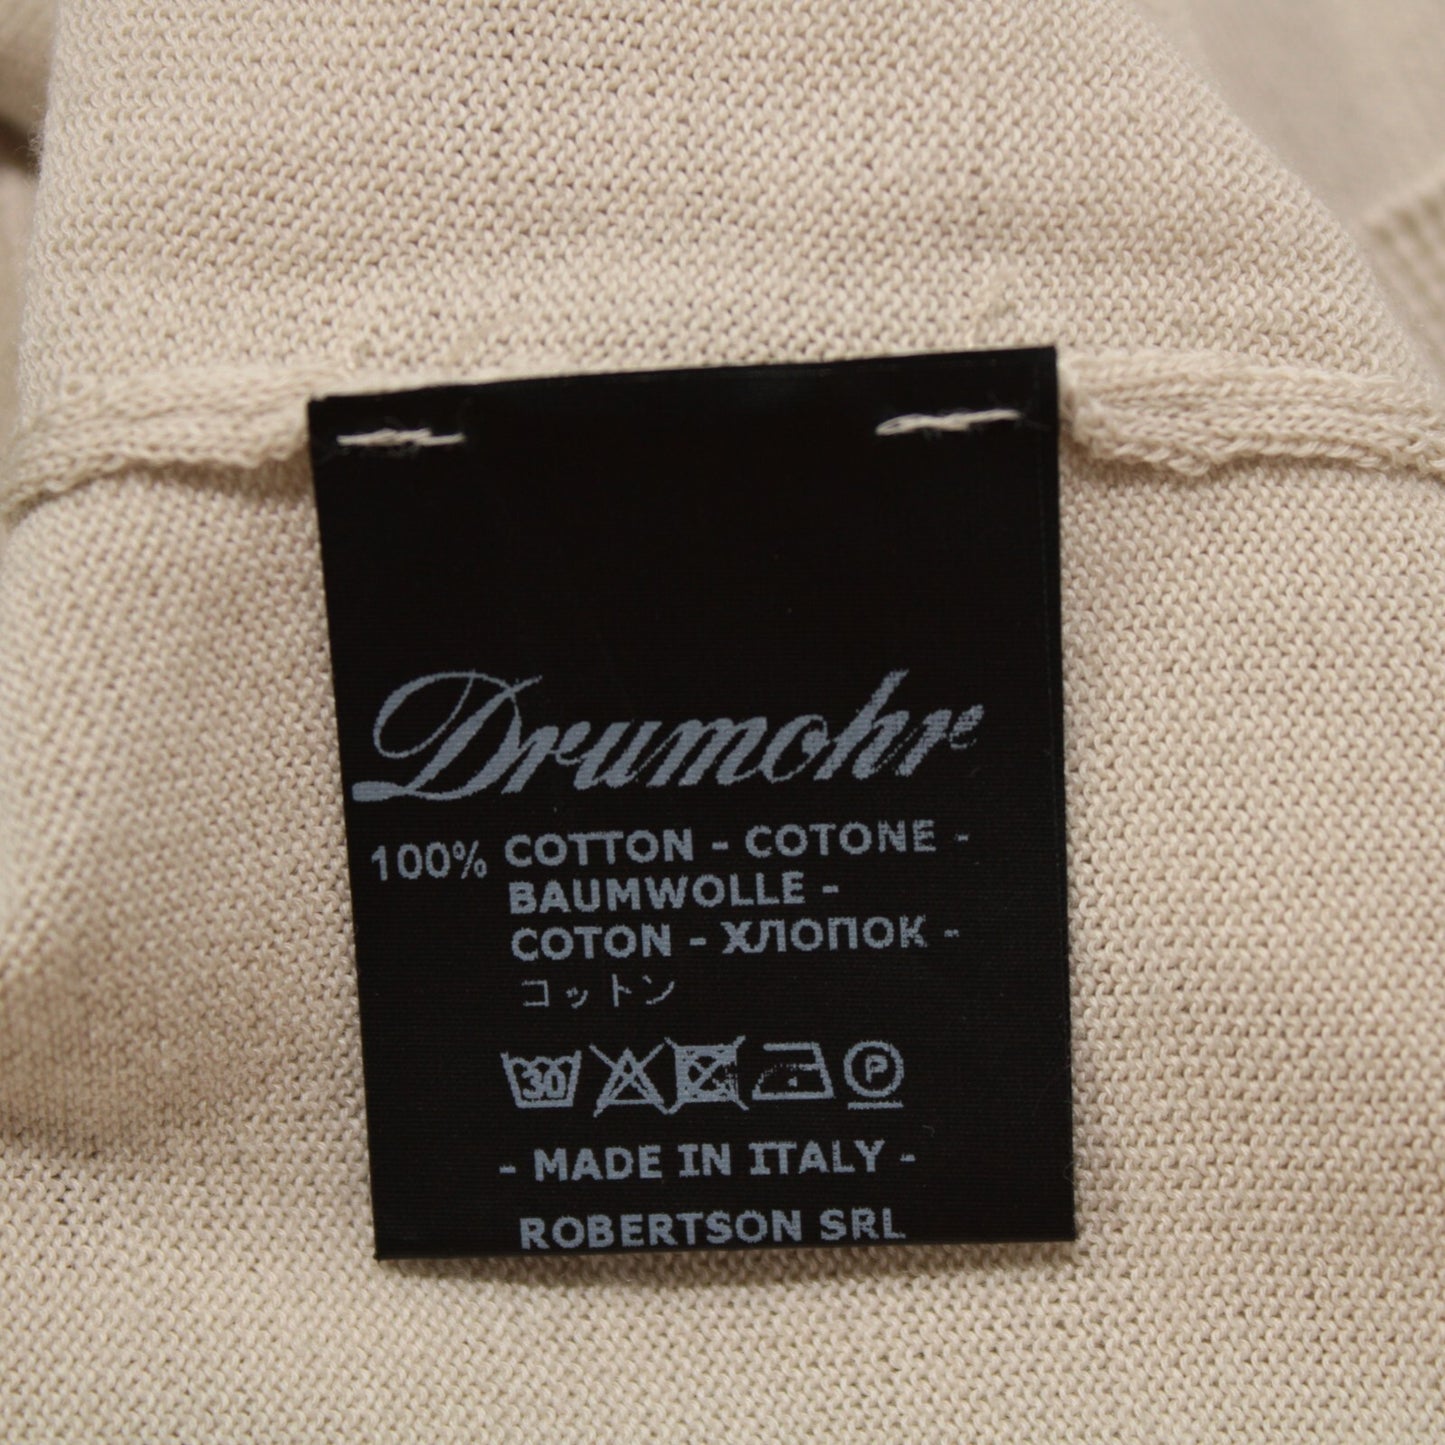 Drumohr
100% COTTON - COTONE -
BAUMWOLLE -
COTON - ХЛОПОК -
コットン
30 P
- MADE IN ITALY -
ROBERTSON SRL